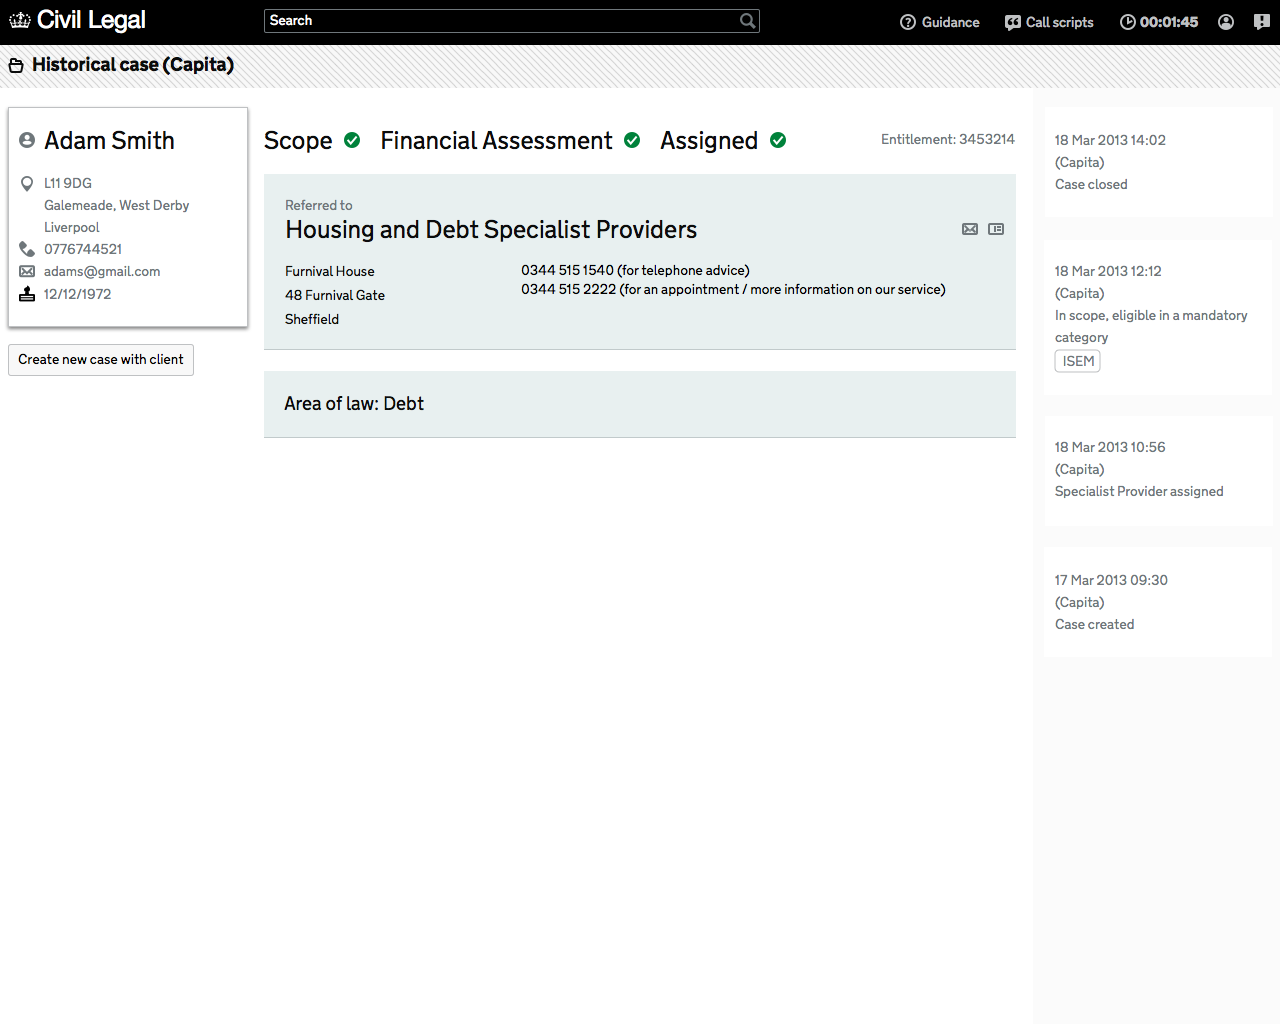 Civil Legal
Search
Guidance
Call scripts
00:01:45
Historical case (Capita)
Adam Smith
L11 9DG
Galemeade, West Derby
Liverpool
0776744521
adams@gmail.com
12/12/1972
Create new case with client
Scope
Financial Assessment
Assigned
Entitlement: 3453214
Referred to
Housing and Debt Specialist Providers
Furnival House
48 Furnival Gate
Sheffield
0344 515 1540 (for telephone advice)
0344 515 2222 (for an appointment / more information on our service)
Area of law: Debt
18 Mar 2013 14:02
(Capita)
Case closed
18 Mar 2013 12:12
(Capita)
In scope, eligible in a mandatory
category
ISEM
18 Mar 2013 10:56
(Capita)
Specialist Provider assigned
17 Mar 2013 09:30
(Capita)
Case created